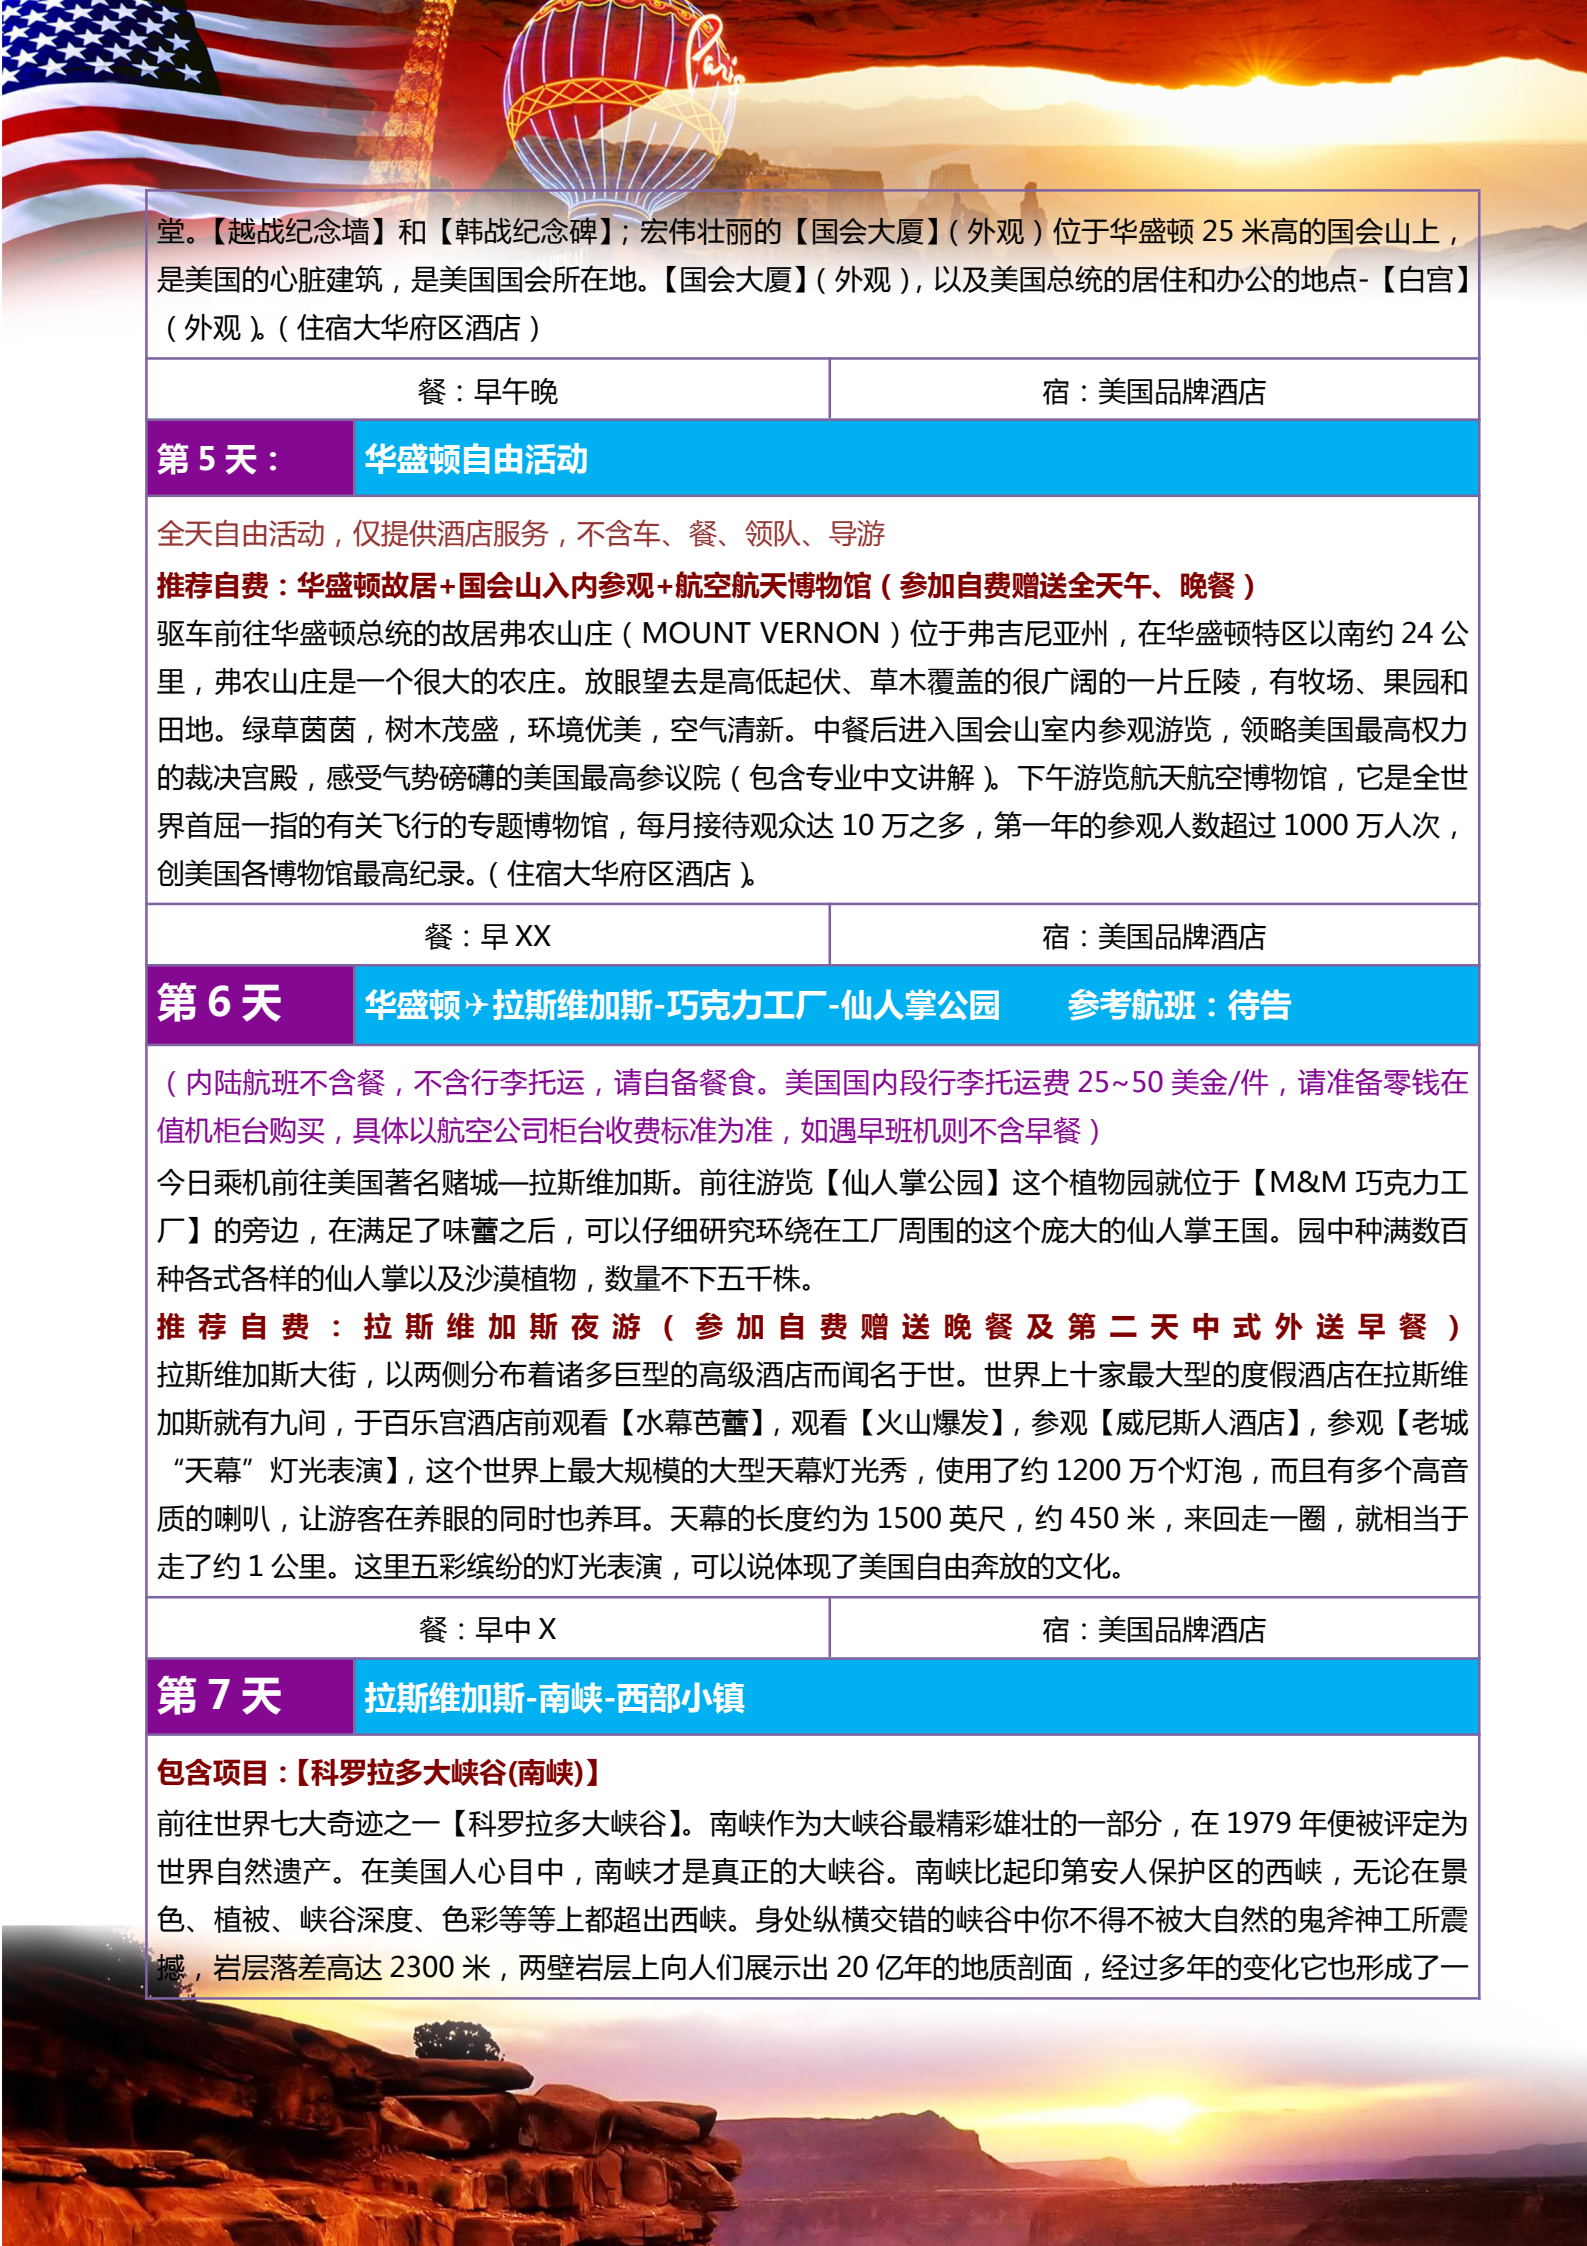 Paris
堂。【越战纪念墙】和【韩战纪念碑】；宏伟壮丽的【国会大厦】（外观）位于华盛顿 25 米高的国会山上，
是美国的心脏建筑，是美国国会所在地。【国会大厦】（外观），以及美国总统的居住和办公的地点-【白宫】
（外观）。（住宿大华府区酒店）
餐：早午晚
宿：美国品牌酒店
第 5 天：
华盛顿自由活动
全天自由活动，仅提供酒店服务，不含车、餐、领队、导游
推荐自费：华盛顿故居+国会山入内参观+航空航天博物馆（参加自费赠送全天午、晚餐）
驱车前往华盛顿总统的故居弗农山庄（MOUNT VERNON）位于弗吉尼亚州，在华盛顿特区以南约 24 公
里，弗农山庄是一个很大的农庄。放眼望去是高低起伏、草木覆盖的很广阔的一片丘陵，有牧场、果园和
田地。绿草茵茵，树木茂盛，环境优美，空气清新。中餐后进入国会山室内参观游览，领略美国最高权力
的裁决宫殿，感受气势磅礴的美国最高参议院（包含专业中文讲解）。下午游览航天航空博物馆，它是全世
界首屈一指的有关飞行的专题博物馆，每月接待观众达 10 万之多，第一年的参观人数超过 1000 万人次，
创美国各博物馆最高纪录。（住宿大华府区酒店）。
餐：早 XX
宿：美国品牌酒店
第 6 天
华盛顿✈拉斯维加斯-巧克力工厂-仙人掌公园 参考航班：待告
（内陆航班不含餐，不含行李托运，请自备餐食。美国国内段行李托运费 25~50 美金/件，请准备零钱在
值机柜台购买，具体以航空公司柜台收费标准为准，如遇早班机则不含早餐）
今日乘机前往美国著名赌城—拉斯维加斯。前往游览【仙人掌公园】这个植物园就位于【M&M 巧克力工
厂】的旁边，在满足了味蕾之后，可以仔细研究环绕在工厂周围的这个庞大的仙人掌王国。园中种满数百
种各式各样的仙人掌以及沙漠植物，数量不下五千株。
推荐自费：拉斯维加斯夜游（参加自费赠送晚餐及第二天中式外送早餐）
拉斯维加斯大街，以两侧分布着诸多巨型的高级酒店而闻名于世。世界上十家最大型的度假酒店在拉斯维
加斯就有九间，于百乐宫酒店前观看【水幕芭蕾】，观看【火山爆发】，参观【威尼斯人酒店】，参观【老城
“天幕”灯光表演】，这个世界上最大规模的大型天幕灯光秀，使用了约 1200 万个灯泡，而且有多个高音
质的喇叭，让游客在养眼的同时也养耳。天幕的长度约为 1500 英尺，约 450 米，来回走一圈，就相当于
走了约 1 公里。这里五彩缤纷的灯光表演，可以说体现了美国自由奔放的文化。
餐：早中 X
宿：美国品牌酒店
第 7 天
拉斯维加斯-南峡-西部小镇
包含项目：【科罗拉多大峡谷(南峡)】
前往世界七大奇迹之一【科罗拉多大峡谷】。南峡作为大峡谷最精彩雄壮的一部分，在 1979 年便被评定为
世界自然遗产。在美国人心目中，南峡才是真正的大峡谷。南峡比起印第安人保护区的西峡，无论在景
色、植被、峡谷深度、色彩等等上都超出西峡。身处纵横交错的峡谷中你不得不被大自然的鬼斧神工所震
撼，岩层落差高达 2300 米，两壁岩层上向人们展示出 20 亿年的地质剖面，经过多年的变化它也形成了一